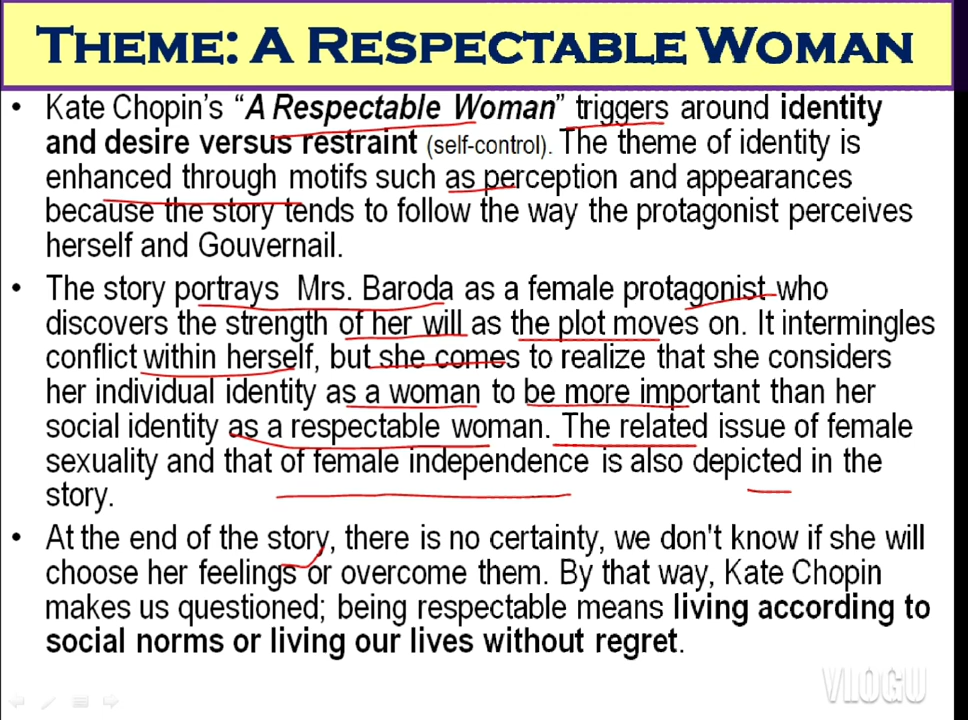 THEME: A RESPECTABLE WOMAN
• Kate Chopin's "A Respectable Woman" triggers around identity
and desire versus restraint (self-control). The theme of identity is
enhanced through motifs such as perception and appearances
because the story tends to follow the way the protagonist perceives
herself and Gouvernail.
• The story portrays Mrs. Baroda as a female protagonist who
discovers the strength of her will as the plot moves on. It intermingles
conflict within herself, but she comes to realize that she considers
her individual identity as a woman to be more important than her
social identity as a respectable woman. The related issue of female
sexuality and that of female independence is also depicted in the
story.
• At the end of the story, there is no certainty, we don't know if she will
choose her feelings or overcome them. By that way, Kate Chopin
makes us questioned; being respectable means living according to
social norms or living our lives without regret.
VLOGU